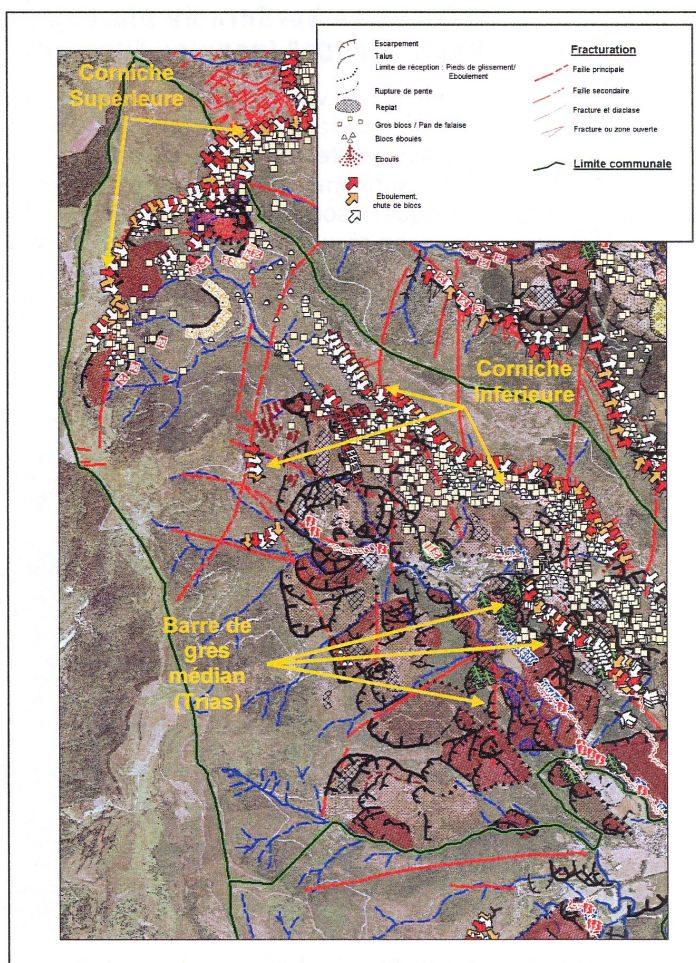 Escarpement
Talus
Limite de réception : Pieds de glissement/
Eboulement
Rupture de pente
Replat
Gros blocs / Pan de falaise
Blocs éboulés
Eboulis
Eboulement,
chute de blocs
Fracturation
Faille principale
Faille secondaire
Fracture et diaclase
Fracture ou zone ouverte
Limite communale
Corniche
Supérieure
Corniche
Inférieure
Barre de
grès
médian
(Trias)